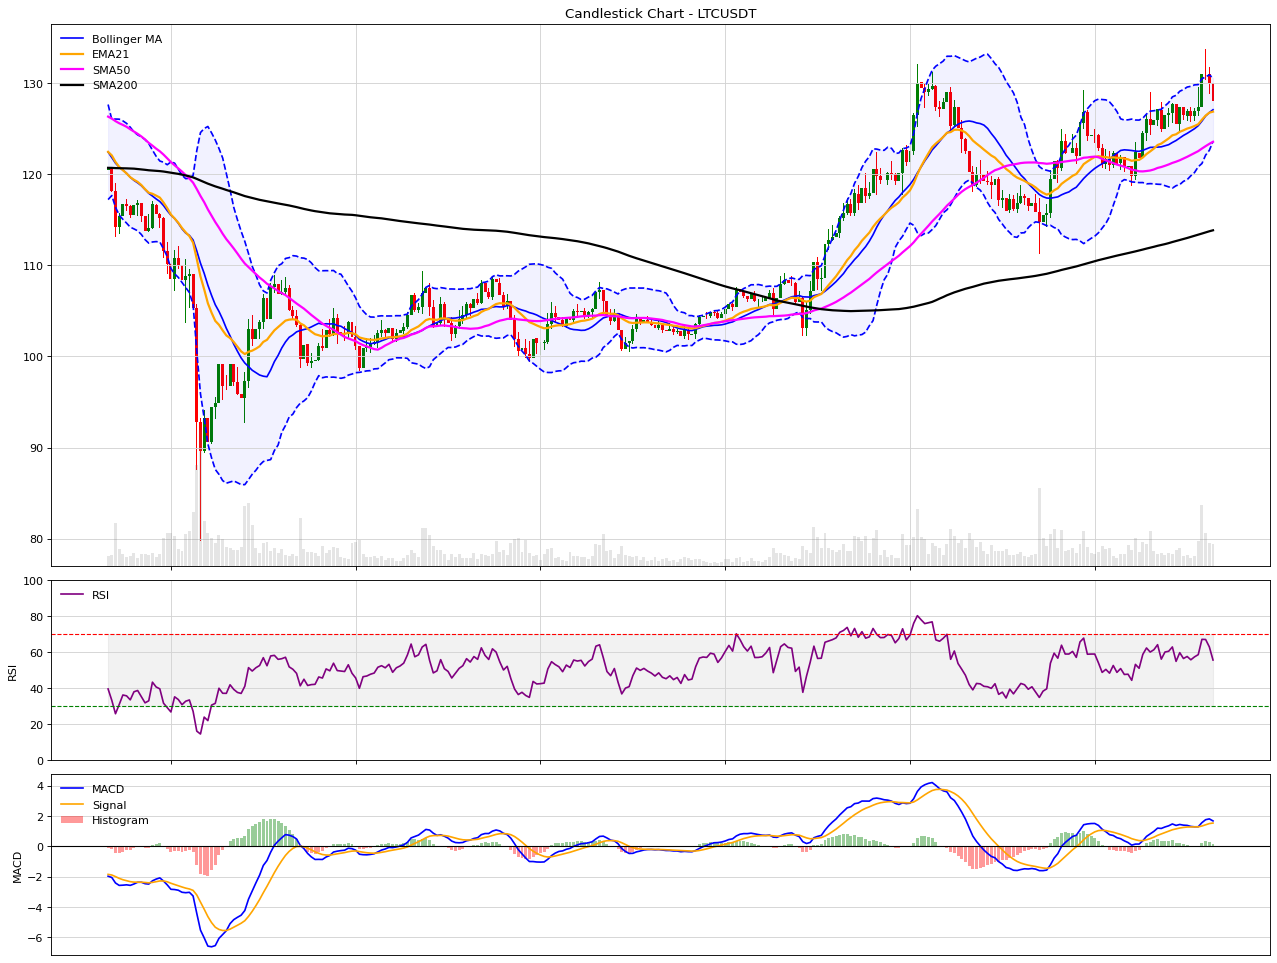 Candlestick Chart - LTCUSDT
Bollinger MA
EMA21
SMA50
SMA200
130
120
110
100
90
80
100
80
60
40
20
0
RSI
RSI
4
2
0
−2
−4
−6
MACD
MACD
Signal
Histogram